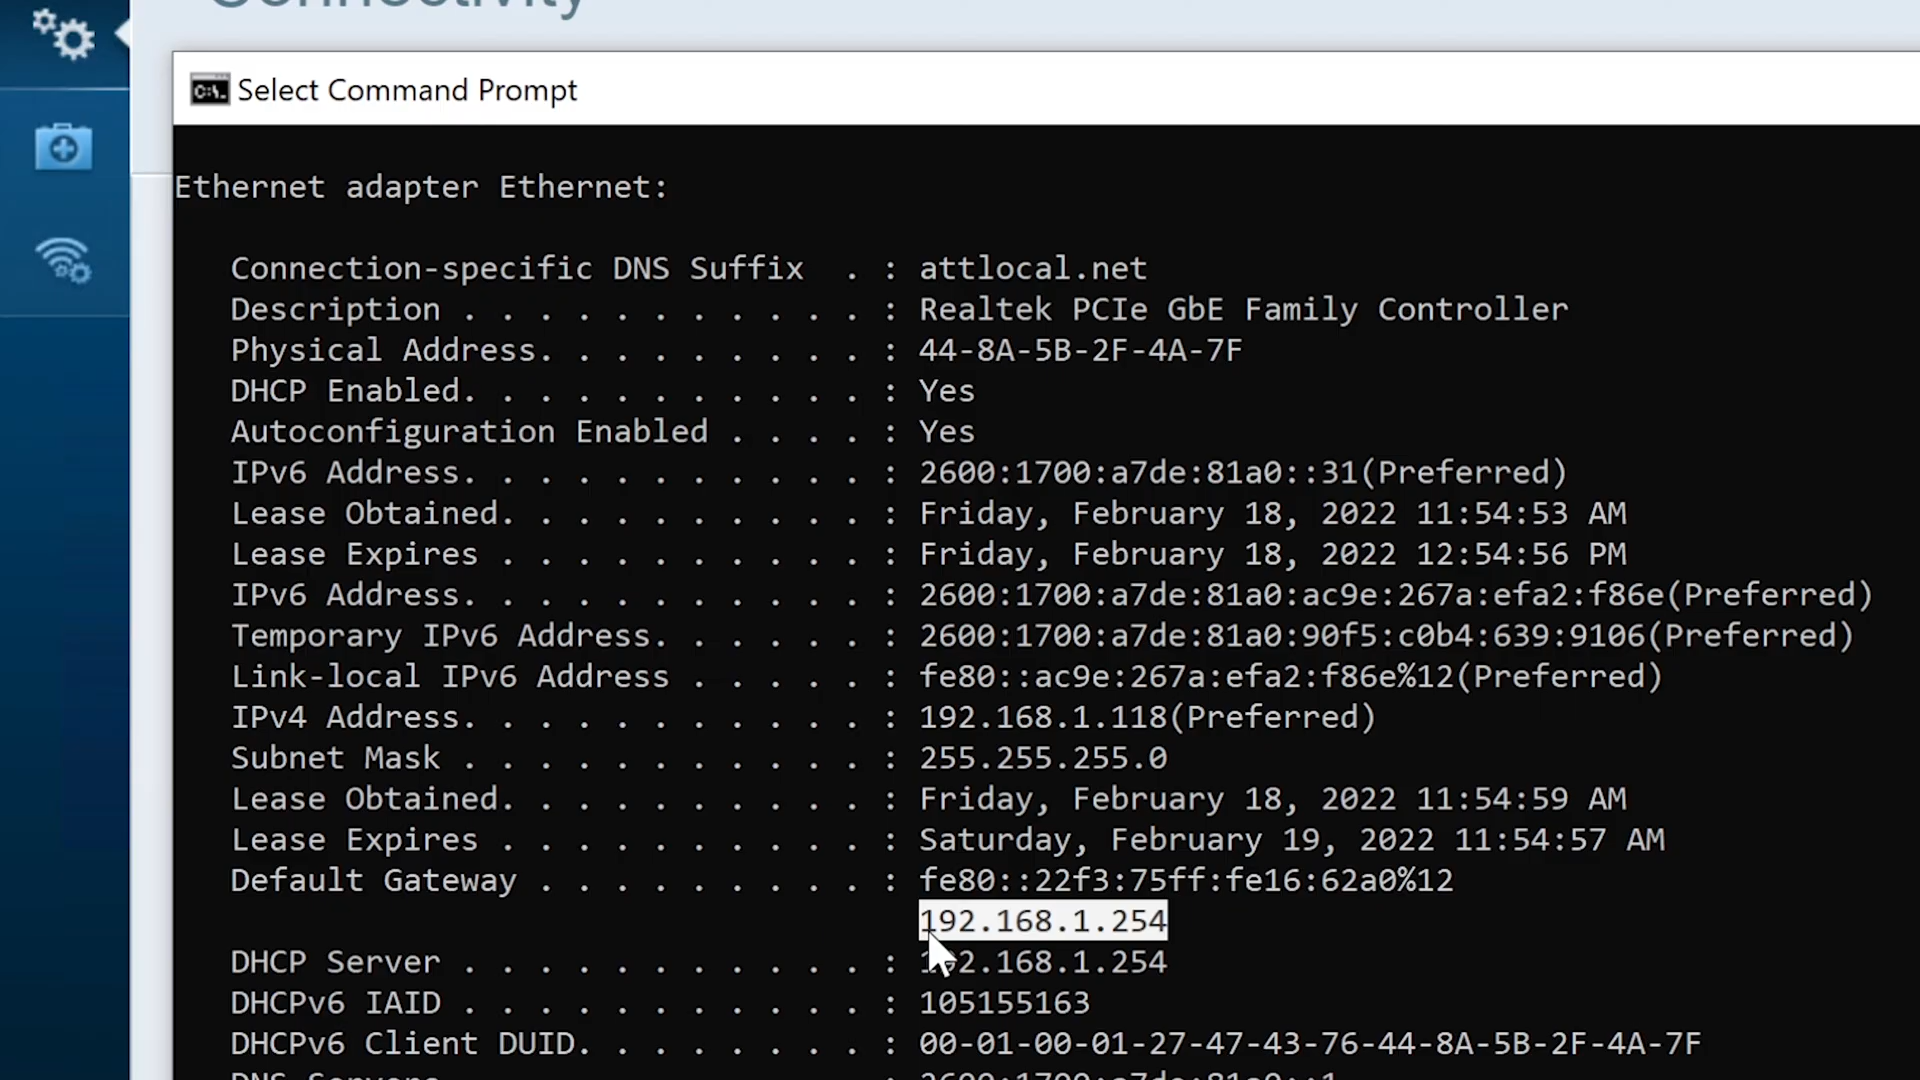 Connectivity
Select Command Prompt
Ethernet adapter Ethernet:
Connection-specific DNS Suffix  . : attlocal.net
Description . . . . . . . . . . . : Realtek PCIe GbE Family Controller
Physical Address. . . . . . . . . : 44-8A-5B-2F-4A-7F
DHCP Enabled. . . . . . . . . . . : Yes
Autoconfiguration Enabled . . . . : Yes
IPv6 Address. . . . . . . . . . . : 2600:1700:a7de:81a0::31(Preferred)
Lease Obtained. . . . . . . . . . : Friday, February 18, 2022 11:54:53 AM
Lease Expires . . . . . . . . . . : Friday, February 18, 2022 12:54:56 PM
IPv6 Address. . . . . . . . . . . : 2600:1700:a7de:81a0:ac9e:267a:efa2:f86e(Preferred)
Temporary IPv6 Address. . . . . . : 2600:1700:a7de:81a0:90f5:c0b4:639:9106(Preferred)
Link-local IPv6 Address . . . . . : fe80::ac9e:267a:efa2:f86e%12(Preferred)
IPv4 Address. . . . . . . . . . . : 192.168.1.118(Preferred)
Subnet Mask . . . . . . . . . . . : 255.255.255.0
Lease Obtained. . . . . . . . . . : Friday, February 18, 2022 11:54:59 AM
Lease Expires . . . . . . . . . . : Saturday, February 19, 2022 11:54:57 AM
Default Gateway . . . . . . . . . : fe80::22f3:75ff:fe16:62a0%12
192.168.1.254
DHCP Server . . . . . . . . . . . : 192.168.1.254
DHCPv6 IAID . . . . . . . . . . . : 105155163
DHCPv6 Client DUID. . . . . . . . : 00-01-00-01-27-47-43-76-44-8A-5B-2F-4A-7F
DNS Servers